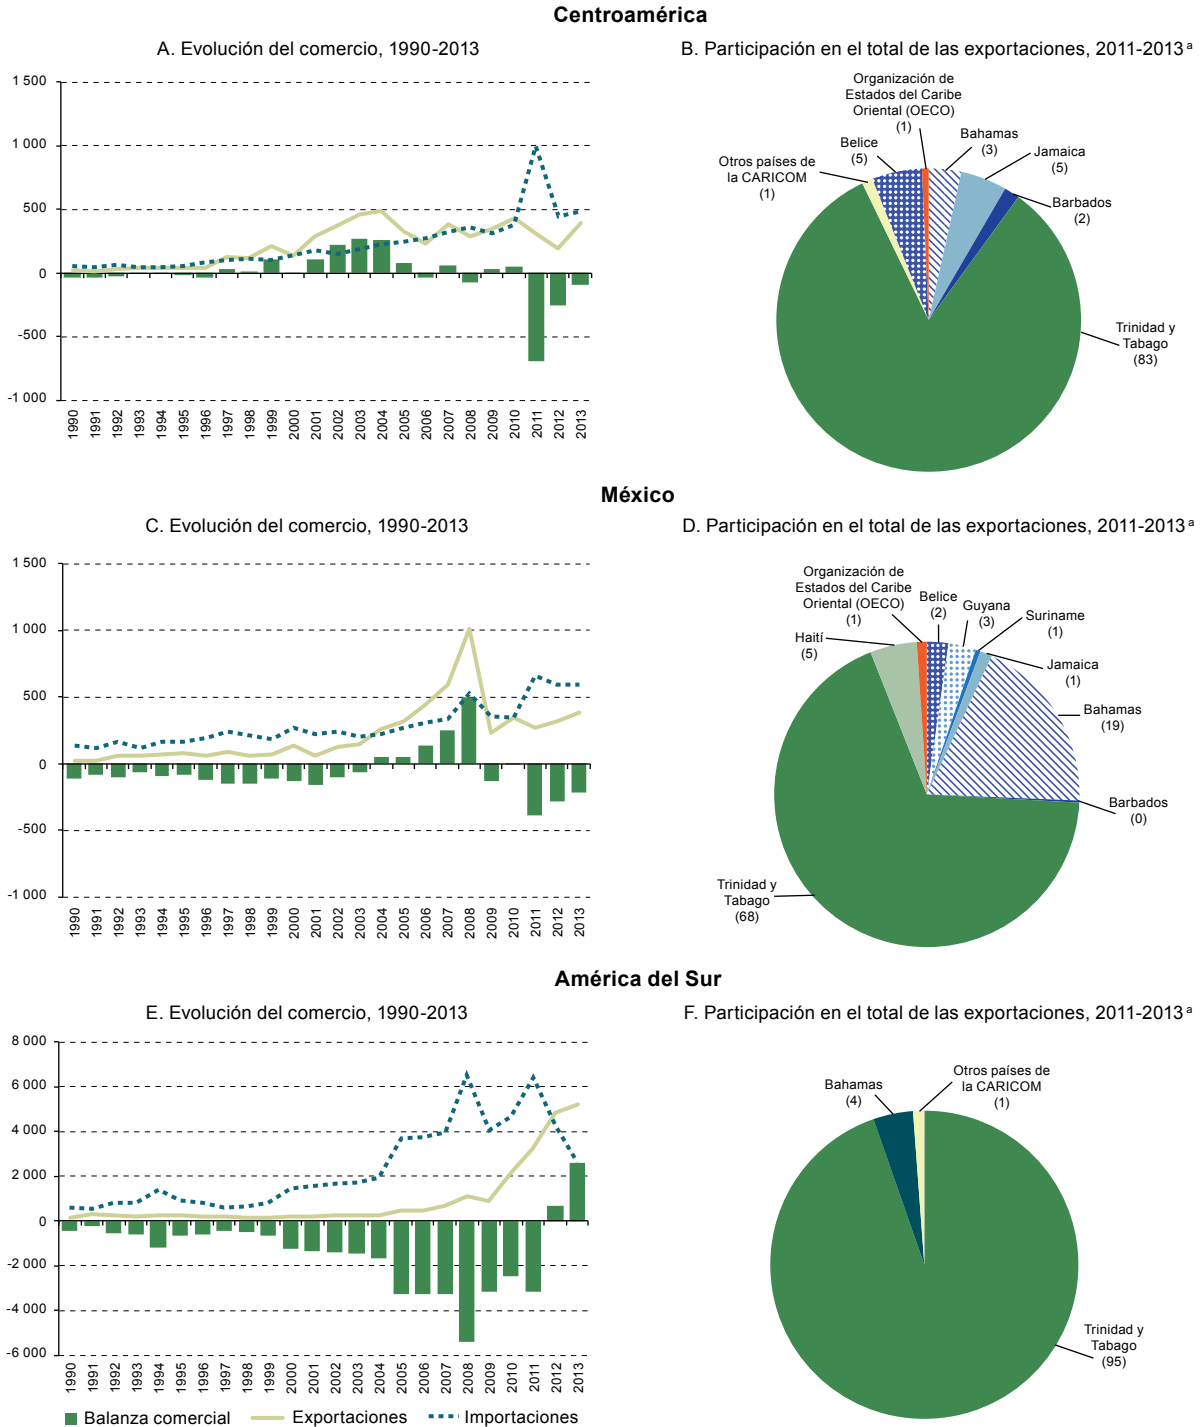 Centroamérica
A. Evolución del comercio, 1990-2013
1 500
1 000
500
0
-500
-1 000
1990
1991
1992
1993
1994
1995
1996
1997
1998
1999
2000
2001
2002
2003
2004
2005
2006
2007
2008
2009
2010
2011
2012
2013
B. Participación en el total de las exportaciones, 2011-2013 a
Organización de
Estados del Caribe
Oriental (OECO)
(1)
Bahamas
(3)
Jamaica
(5)
Barbados
(2)
Trinidad y
Tabago
(83)
Otros países de
la CARICOM
(1)
Belice
(5)
México
C. Evolución del comercio, 1990-2013
1 500
1 000
500
0
-500
-1 000
1990
1991
1992
1993
1994
1995
1996
1997
1998
1999
2000
2001
2002
2003
2004
2005
2006
2007
2008
2009
2010
2011
2012
2013
D. Participación en el total de las exportaciones, 2011-2013 a
Organización de
Estados del Caribe
Oriental (OECO)
(1)
Belice
(2)
Guyana
(3)
Suriname
(1)
Jamaica
(1)
Bahamas
(19)
Barbados
(0)
Trinidad y
Tabago
(68)
Haití
(5)
América del Sur
E. Evolución del comercio, 1990-2013
8 000
6 000
4 000
2 000
0
-2 000
-4 000
-6 000
1990
1991
1992
1993
1994
1995
1996
1997
1998
1999
2000
2001
2002
2003
2004
2005
2006
2007
2008
2009
2010
2011
2012
2013
F. Participación en el total de las exportaciones, 2011-2013 a
Bahamas
(4)
Otros países de
la CARICOM
(1)
Trinidad y
Tabago
(95)
Balanza comercial
Exportaciones
Importaciones